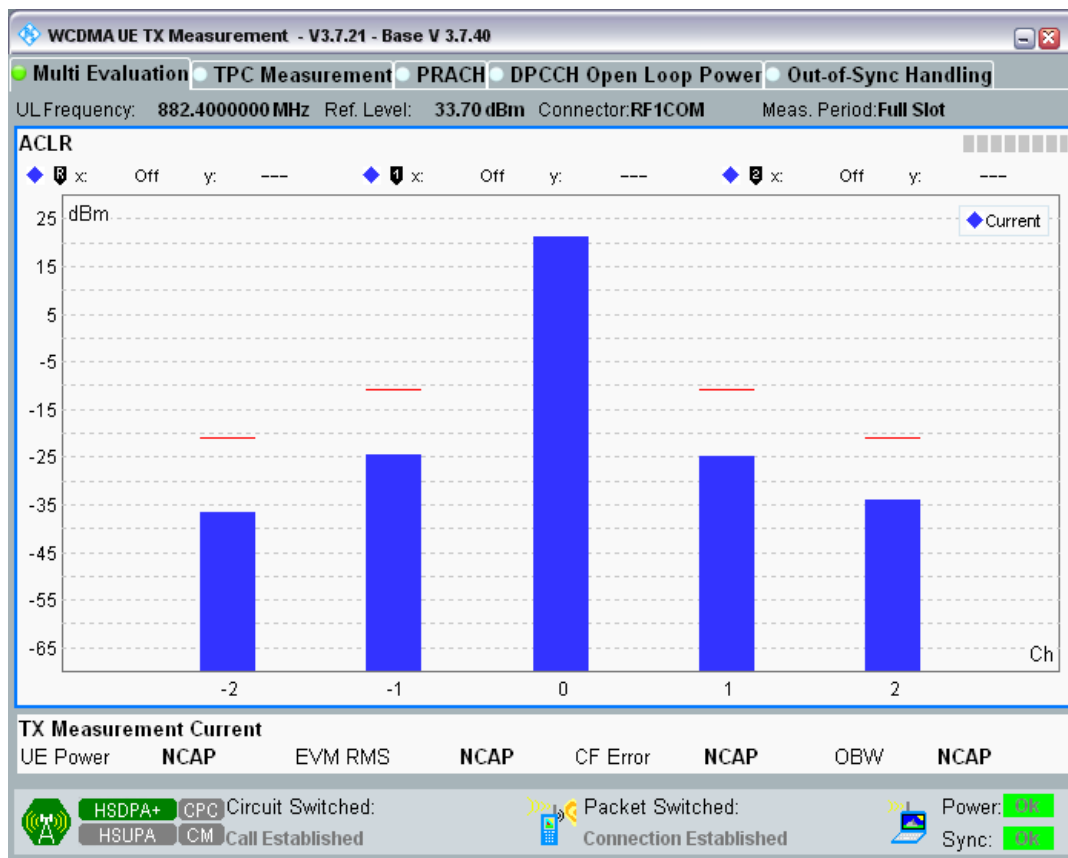 WCDMA UE TX Measurement - V3.7.21 - Base V 3.7.40
Multi Evaluation TPC Measurement PRACH DPCCH Open Loop Power Out-of-Sync Handling
UL Frequency: 882.4000000 MHz Ref. Level: 33.70 dBm Connector:RF1COM Meas. Period:Full Slot
ACLR
R x: Off y: --- 1 x: Off y: --- 2 x: Off y: ---
dBm
Current
25
15
5
-5
-15
-25
-35
-45
-55
-65
Ch
-2 -1 0 1 2
TX Measurement Current
UE Power NCAP EVM RMS NCAP CF Error NCAP OBW NCAP
HSDPA+ CPC Circuit Switched: Packet Switched: Power: OK
HSUPA CM Call Established Connection Established Sync: OK